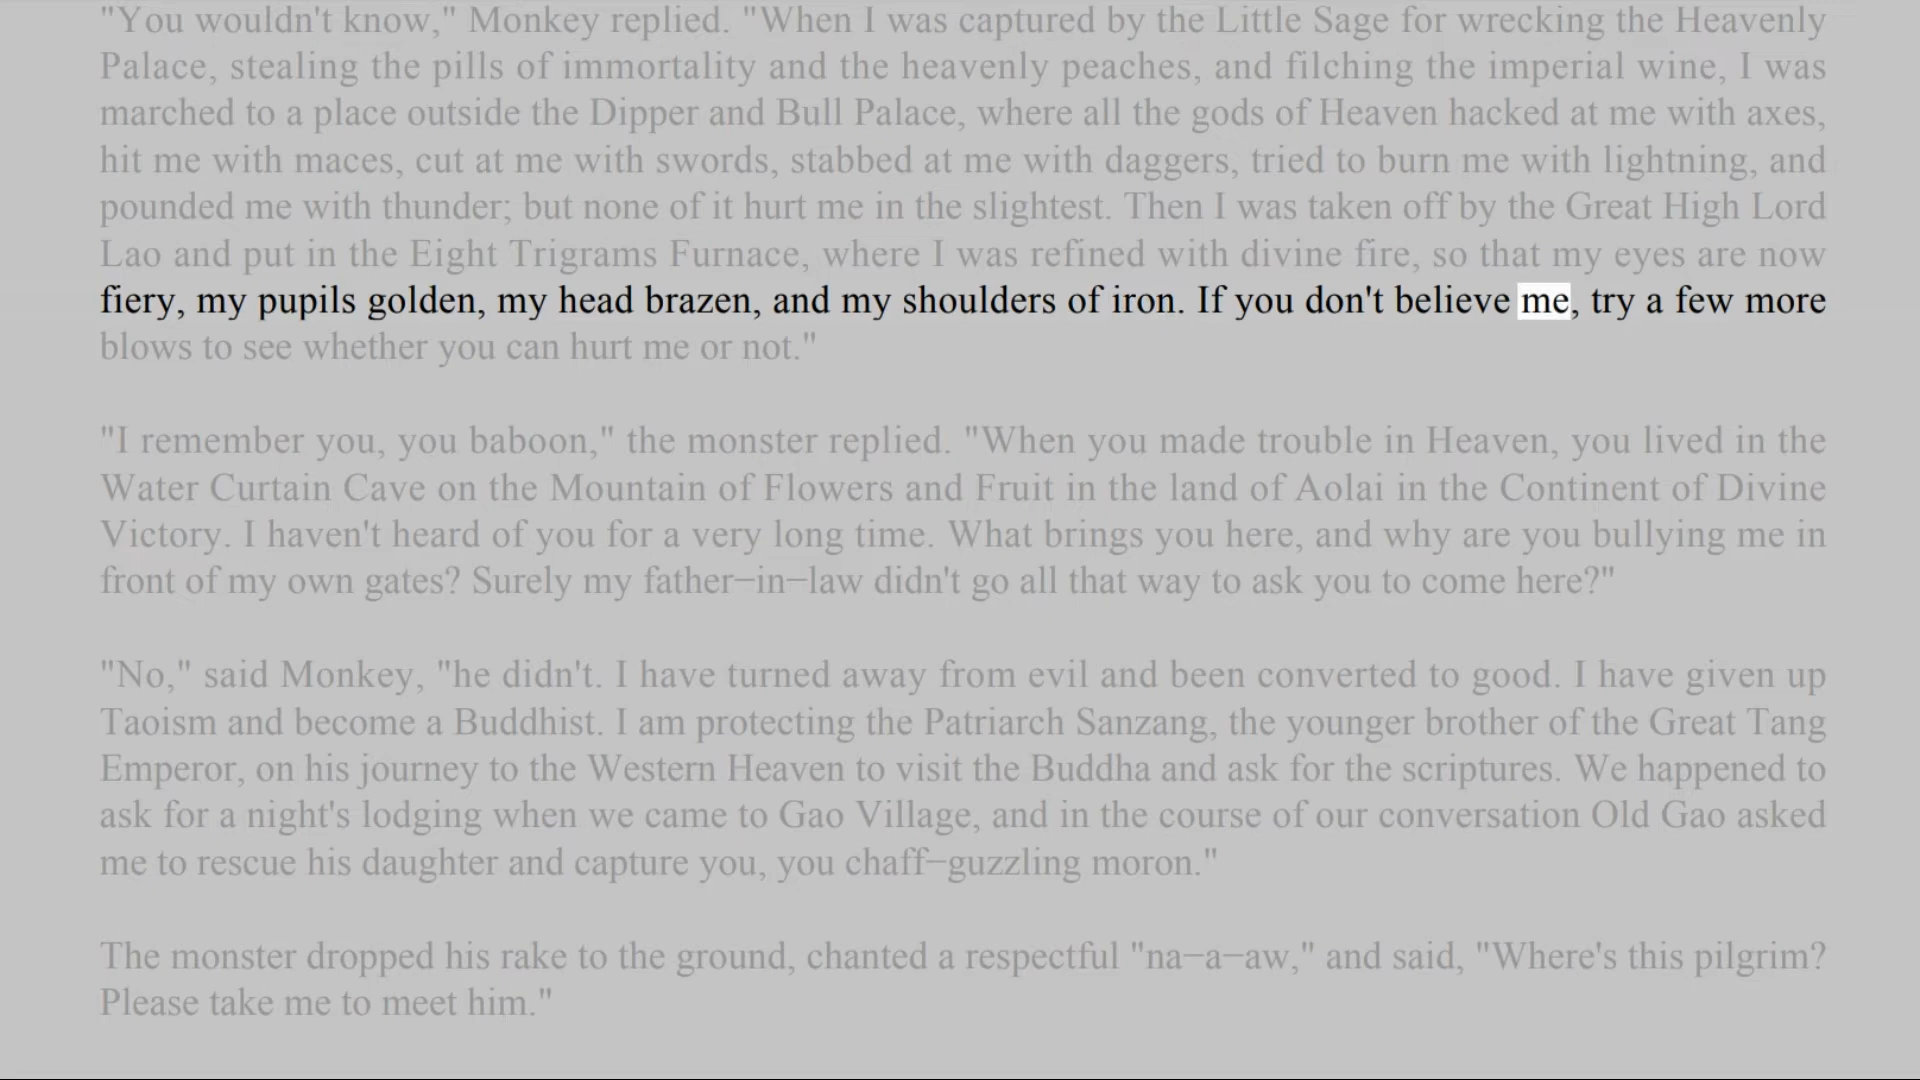 "You wouldn't know," Monkey replied. "When I was captured by the Little Sage for wrecking the Heavenly
Palace, stealing the pills of immortality and the heavenly peaches, and filching the imperial wine, I was
marched to a place outside the Dipper and Bull Palace, where all the gods of Heaven hacked at me with axes,
hit me with maces, cut at me with swords, stabbed at me with daggers, tried to burn me with lightning, and
pounded me with thunder; but none of it hurt me in the slightest. Then I was taken off by the Great High Lord
Lao and put in the Eight Trigrams Furnace, where I was refined with divine fire, so that my eyes are now
fiery, my pupils golden, my head brazen, and my shoulders of iron. If you don't believe me, try a few more
blows to see whether you can hurt me or not."
"I remember you, you baboon," the monster replied. "When you made trouble in Heaven, you lived in the
Water Curtain Cave on the Mountain of Flowers and Fruit in the land of Aolai in the Continent of Divine
Victory. I haven't heard of you for a very long time. What brings you here, and why are you bullying me in
front of my own gates? Surely my father−in−law didn't go all that way to ask you to come here?"
"No," said Monkey, "he didn't. I have turned away from evil and been converted to good. I have given up
Taoism and become a Buddhist. I am protecting the Patriarch Sanzang, the younger brother of the Great Tang
Emperor, on his journey to the Western Heaven to visit the Buddha and ask for the scriptures. We happened to
ask for a night's lodging when we came to Gao Village, and in the course of our conversation Old Gao asked
me to rescue his daughter and capture you, you chaff−guzzling moron."
The monster dropped his rake to the ground, chanted a respectful "na−a−aw," and said, "Where's this pilgrim?
Please take me to meet him."